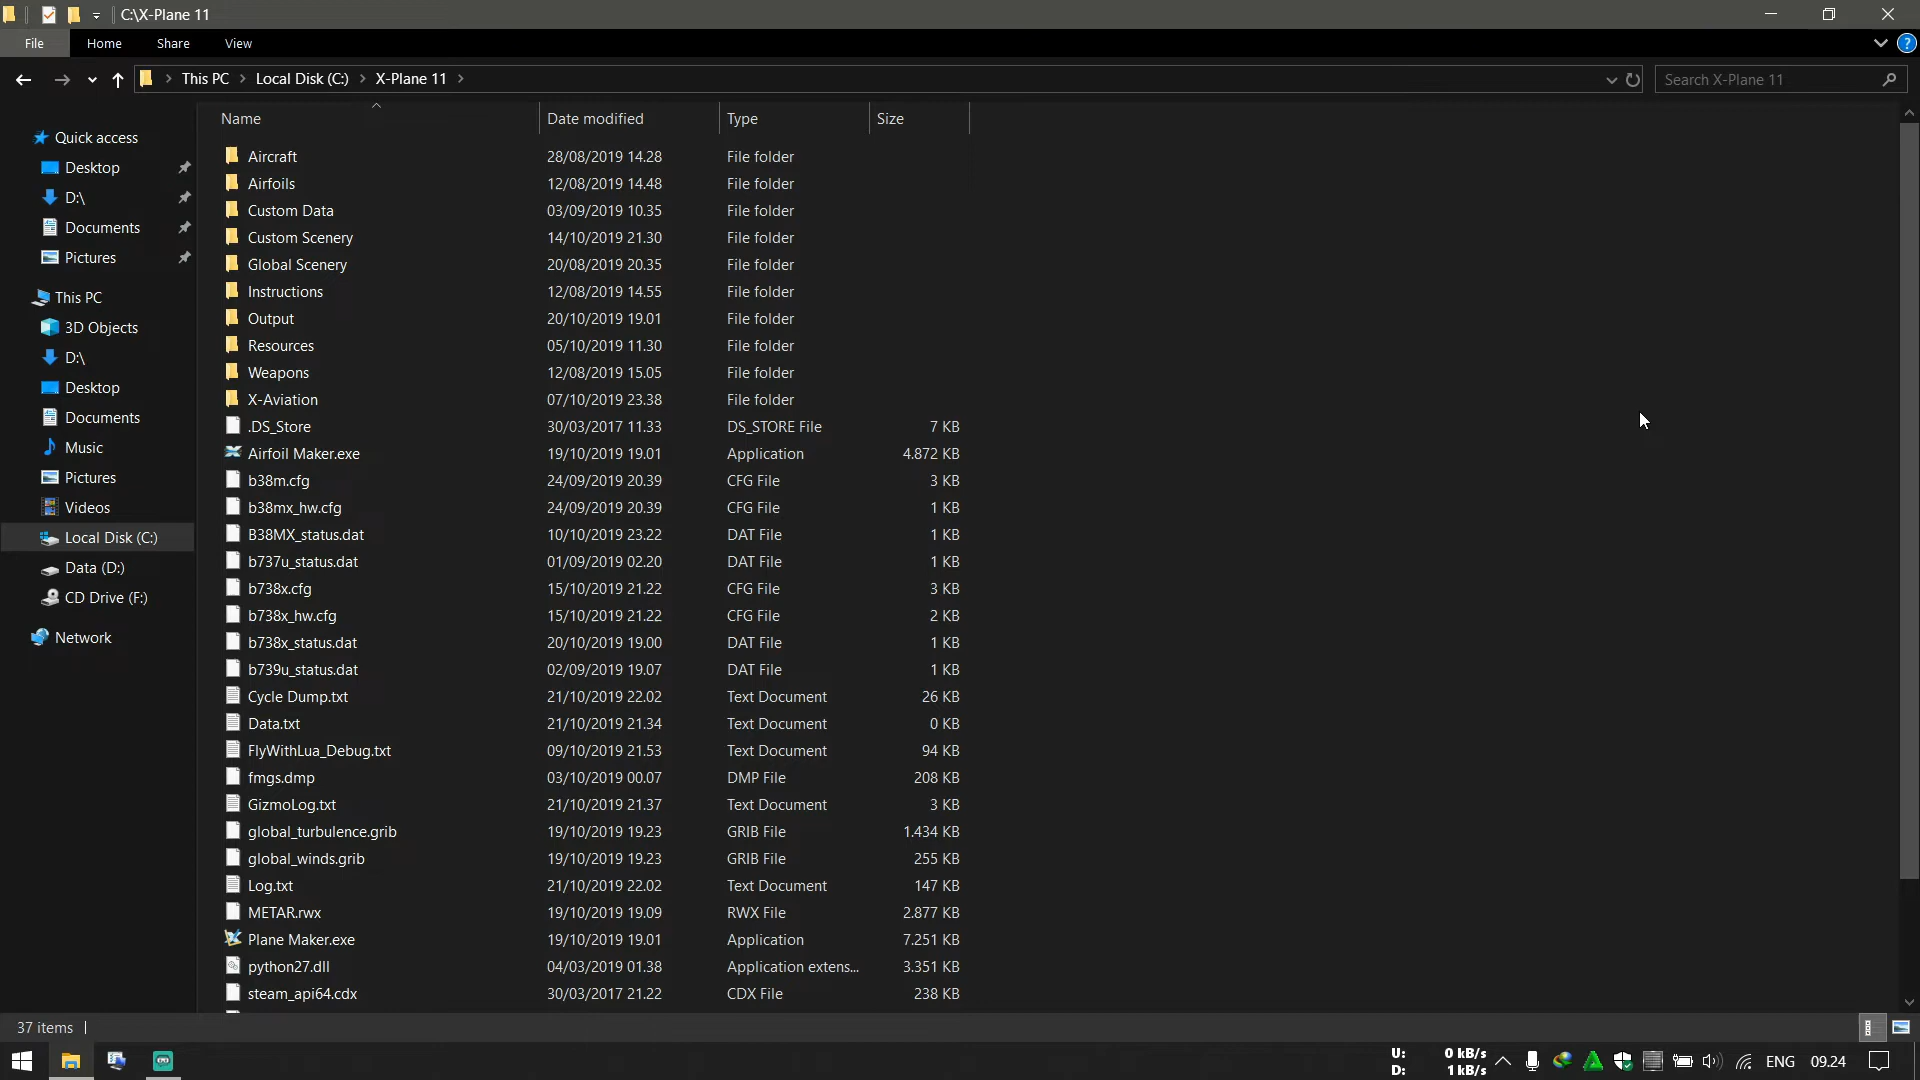 C:\X-Plane 11
File Home Share View
This PC Local Disk (C:) X-Plane 11 Search X-Plane 11
Name Date modified Type Size
Quick access
Desktop
D:\
Documents
Pictures
This PC
3D Objects
D:\
Desktop
Documents
Music
Pictures
Videos
Local Disk (C:)
Data (D:)
CD Drive (F:)
Network
Aircraft 28/08/2019 14.28 File folder
Airfoils 12/08/2019 14.48 File folder
Custom Data 03/09/2019 10.35 File folder
Custom Scenery 14/10/2019 21.30 File folder
Global Scenery 20/08/2019 20.35 File folder
Instructions 12/08/2019 14.55 File folder
Output 20/10/2019 19.01 File folder
Resources 05/10/2019 11.30 File folder
Weapons 12/08/2019 15.05 File folder
X-Aviation 07/10/2019 23.38 File folder
.DS_Store 30/03/2017 11.33 DS_STORE File 7 KB
Airfoil Maker.exe 19/10/2019 19.01 Application 4.872 KB
b38m.cfg 24/09/2019 20.39 CFG File 3 KB
b38mx_hw.cfg 24/09/2019 20.39 CFG File 1 KB
B38MX_status.dat 10/10/2019 23.22 DAT File 1 KB
b737u_status.dat 01/09/2019 02.20 DAT File 1 KB
b738x.cfg 15/10/2019 21.22 CFG File 3 KB
b738x_hw.cfg 15/10/2019 21.22 CFG File 2 KB
b738x_status.dat 20/10/2019 19.00 DAT File 1 KB
b739u_status.dat 02/09/2019 19.07 DAT File 1 KB
Cycle Dump.txt 21/10/2019 22.02 Text Document 26 KB
Data.txt 21/10/2019 21.34 Text Document 0 KB
FlyWithLua_Debug.txt 09/10/2019 21.53 Text Document 94 KB
fmgs.dmp 03/10/2019 00.07 DMP File 208 KB
GizmoLog.txt 21/10/2019 21.37 Text Document 3 KB
global_turbulence.grib 19/10/2019 19.23 GRIB File 1.434 KB
global_winds.grib 19/10/2019 19.23 GRIB File 255 KB
Log.txt 21/10/2019 22.02 Text Document 147 KB
METAR.rwx 19/10/2019 19.09 RWX File 2.877 KB
Plane Maker.exe 19/10/2019 19.01 Application 7.251 KB
python27.dll 04/03/2019 01.38 Application extens... 3.351 KB
steam_api64.cdx 30/03/2017 21.22 CDX File 238 KB
37 items
U: 0 kB/s
D: 1 kB/s
ENG 09.24